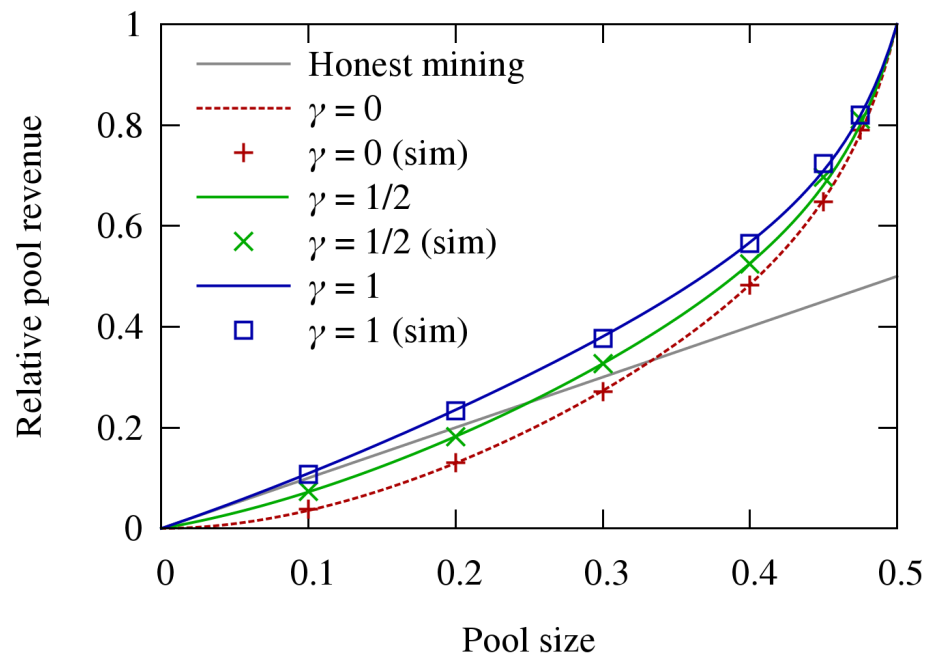 Relative pool revenue
1
0.8
0.6
0.4
0.2
0
Honest mining
γ = 0
γ = 0 (sim)
γ = 1/2
γ = 1/2 (sim)
γ = 1
γ = 1 (sim)
0 0.1 0.2 0.3 0.4 0.5
Pool size